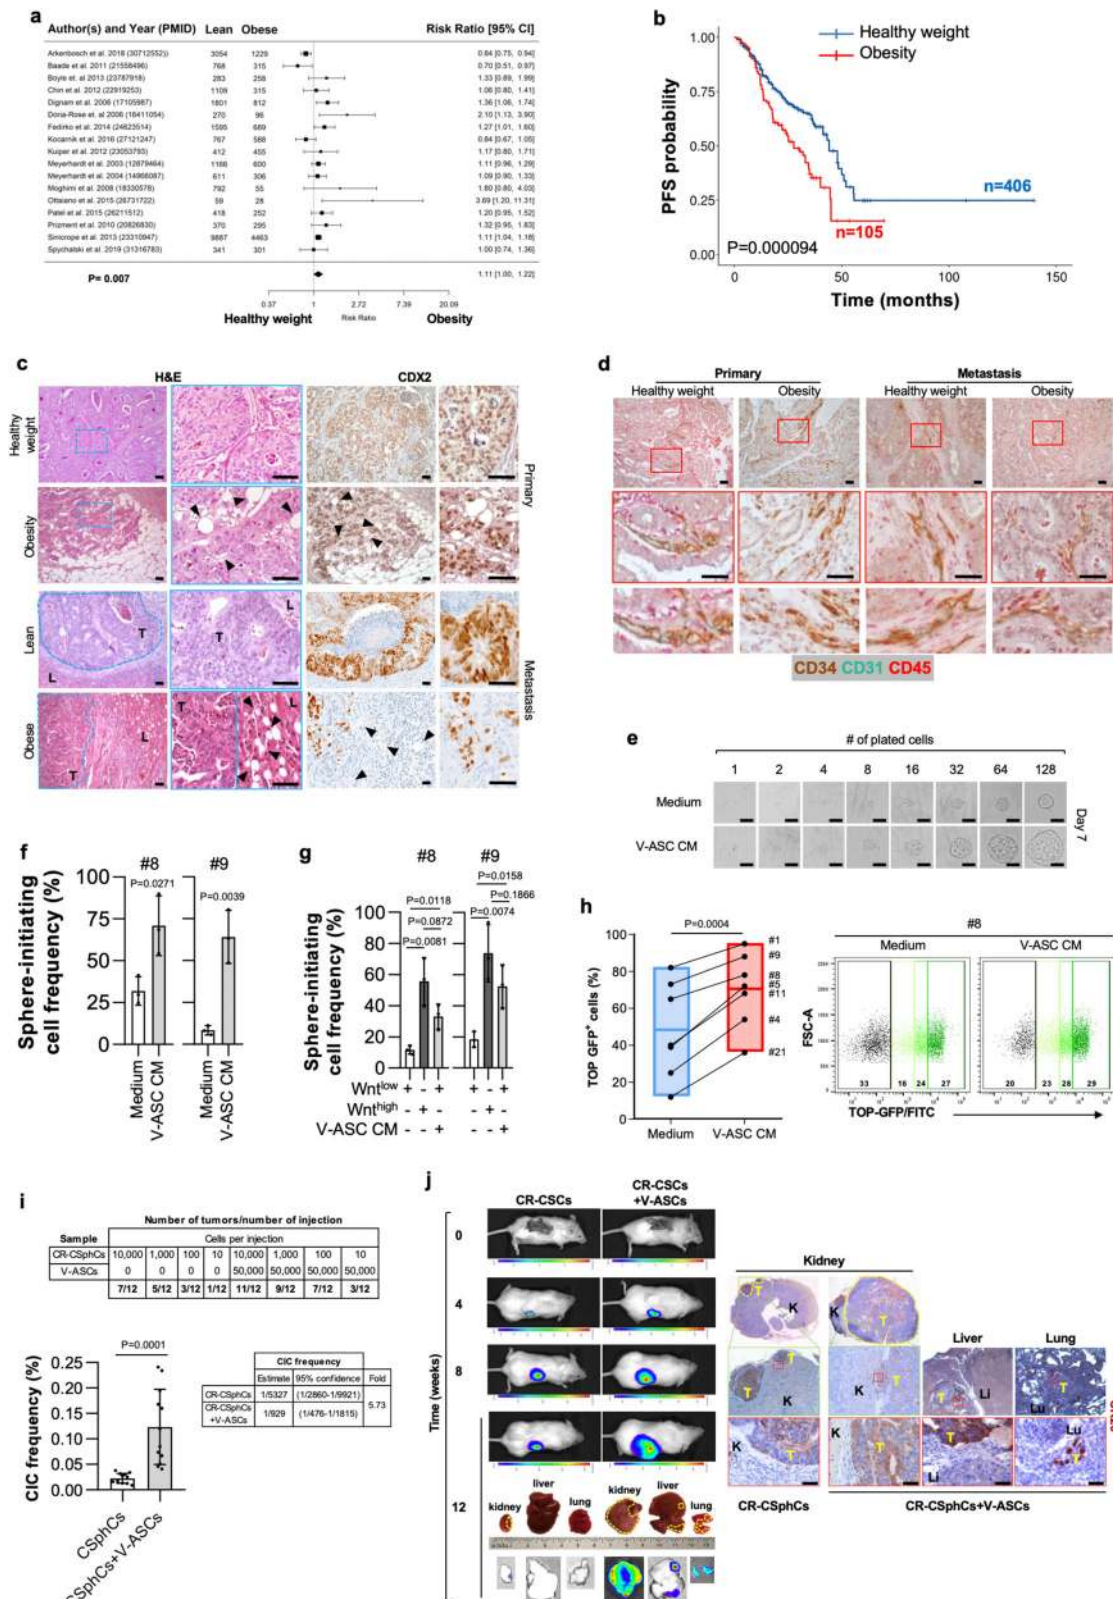 a
Author(s) and Year (PMID) Lean Obese Risk Ratio [95% CI]
Arkenbosch et al. 2018 (30712552)) 3054 1229 0.84 [0.75, 0.94]
Baade et al. 2011 (21558496) 768 315 0.70 [0.51, 0.97]
Boyle et. al 2013 (23787918) 283 258 1.33 [0.89, 1.99]
Chin et al. 2012 (22919253) 1109 315 1.06 [0.80, 1.41]
Dignam et al. 2006 (17105987) 1801 812 1.36 [1.06, 1.74]
Doria-Rose et. al 2006 (16411054) 270 96 2.10 [1.13, 3.90]
Fedirko et al. 2014 (24623514) 1595 689 1.27 [1.01, 1.60]
Kocarnik et al. 2016 (27121247) 767 588 0.84 [0.67, 1.05]
Kuiper et al. 2012 (23053793) 412 455 1.17 [0.80, 1.71]
Meyerhardt et al. 2003 (12879464) 1188 600 1.11 [0.96, 1.29]
Meyerhardt et al. 2004 (14966087) 611 306 1.09 [0.90, 1.33]
Moghimi et al. 2008 (18330578) 792 55 1.80 [0.80, 4.03]
Ottaiano et al. 2015 (26731722) 59 28 3.69 [1.20, 11.31]
Patel et al. 2015 (26211512) 418 252 1.20 [0.95, 1.52]
Prizment et al. 2010 (20826830) 370 295 1.32 [0.95, 1.83]
Sinicrope et al. 2013 (23310947) 9887 4463 1.11 [1.04, 1.18]
Spychalski et al. 2019 (31316783) 341 301 1.00 [0.74, 1.36]
P= 0.007 1.11 [1.00, 1.22]
0.37 1 2.72 7.39 20.09
Healthy weight Risk Ratio Obesity
b
Healthy weight
Obesity
PFS probability
1.00
0.75
0.50
0.25
0.00
n=406
n=105
P=0.000094
0 50 100 150
Time (months)
c
H&E CDX2
Healthy weight
Obesity
Primary
Lean
Obese
Metastasis
T L T L
T L T L
d
Primary Metastasis
Healthy weight Obesity Healthy weight Obesity
CD34 CD31 CD45
e
# of plated cells
1 2 4 8 16 32 64 128
Medium
V-ASC CM
Day 7
f
#8 #9
P=0.0271 P=0.0039
Sphere-initiating cell frequency (%)
100
75
50
25
0
Medium V-ASC CM Medium V-ASC CM
g
#8 #9
P=0.0118 P=0.0158
P=0.0872 P=0.1866
P=0.0081 P=0.0074
Sphere-initiating cell frequency (%)
100
80
60
40
20
0
Wntlow + - + + - +
Wnthigh - + - - + -
V-ASC CM - - + - - +
h
P=0.0004
TOP GFP+ cells (%)
100
80
60
40
20
0
#1
#9
#8
#5
#11
#4
#21
Medium V-ASC CM
#8
Medium V-ASC CM
FSC-A
33 16 24 27 20 23 28 29
TOP-GFP/FITC
i
Number of tumors/number of injection
Sample Cells per injection
CR-CSphCs 10,000 1,000 100 10 10,000 1,000 100 10
V-ASCs 0 0 0 0 50,000 50,000 50,000 50,000
7/12 5/12 3/12 1/12 11/12 9/12 7/12 3/12
P=0.0001
CIC frequency (%)
0.25
0.20
0.15
0.10
0.05
0.00
CSphCs
CSphCs+V-ASCs
CIC frequency
Estimate 95% confidence Fold
CR-CSphCs 1/5327 (1/2860-1/9921) 5.73
CR-CSphCs +V-ASCs 1/929 (1/476-1/1815)
j
CR-CSCs CR-CSCs +V-ASCs
Time (weeks)
0
4
8
12
kidney liver lung kidney liver lung
Kidney
Liver Lung
T K K T
T K K T T Li T Lu
K T K T T Li Lu T
CR-CSphCs CR-CSphCs+V-ASCs